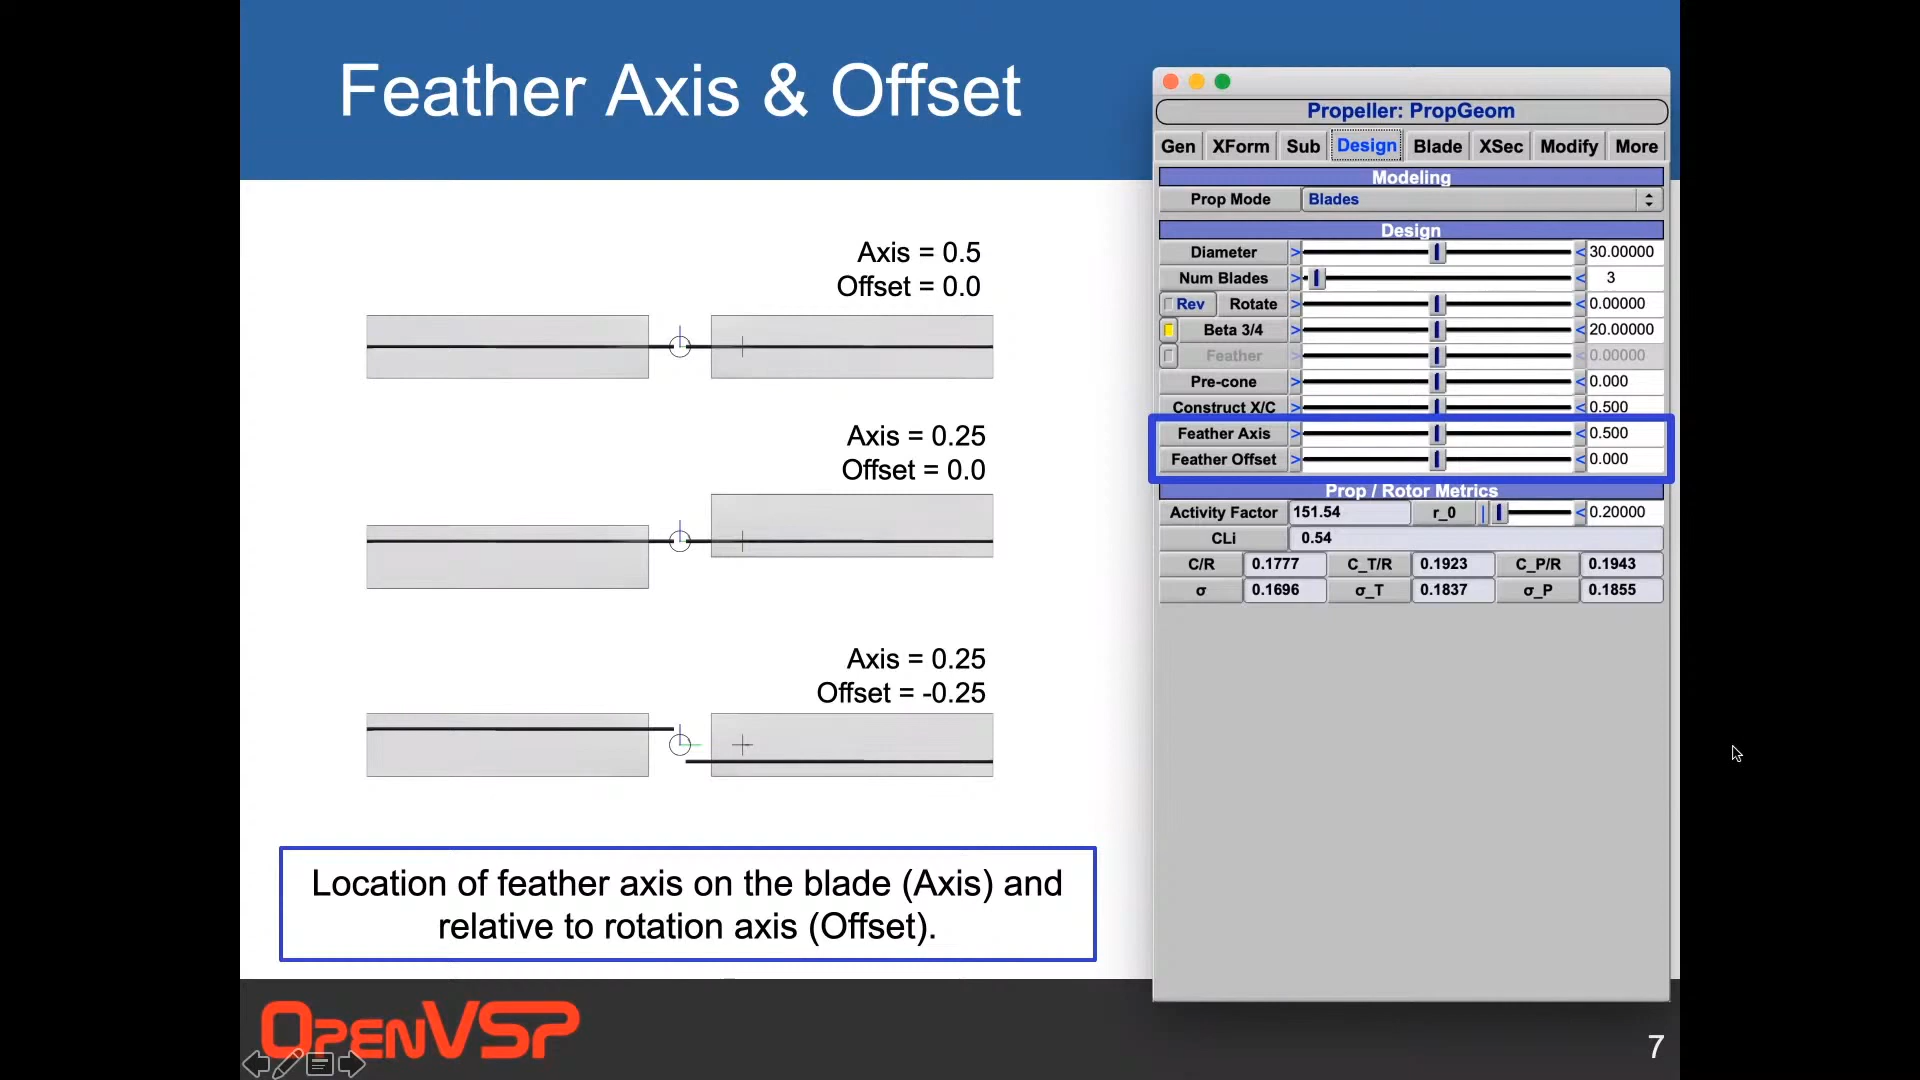 Feather Axis & Offset
Axis = 0.5
Offset = 0.0
Axis = 0.25
Offset = 0.0
Axis = 0.25
Offset = -0.25
Location of feather axis on the blade (Axis) and
relative to rotation axis (Offset).
OpenVSP
7
Propeller: PropGeom
Gen XForm Sub Design Blade XSec Modify More
Modeling
Prop Mode Blades
Design
Diameter > < 30.00000
Num Blades > < 3
Rev Rotate > < 0.00000
Beta 3/4 > < 20.00000
Feather > < 0.00000
Pre-cone > < 0.000
Construct X/C > < 0.500
Feather Axis > < 0.500
Feather Offset > < 0.000
Prop / Rotor Metrics
Activity Factor 151.54 r_0 | < 0.20000
CLi 0.54
C/R 0.1777 C_T/R 0.1923 C_P/R 0.1943
σ 0.1696 σ_T 0.1837 σ_P 0.1855